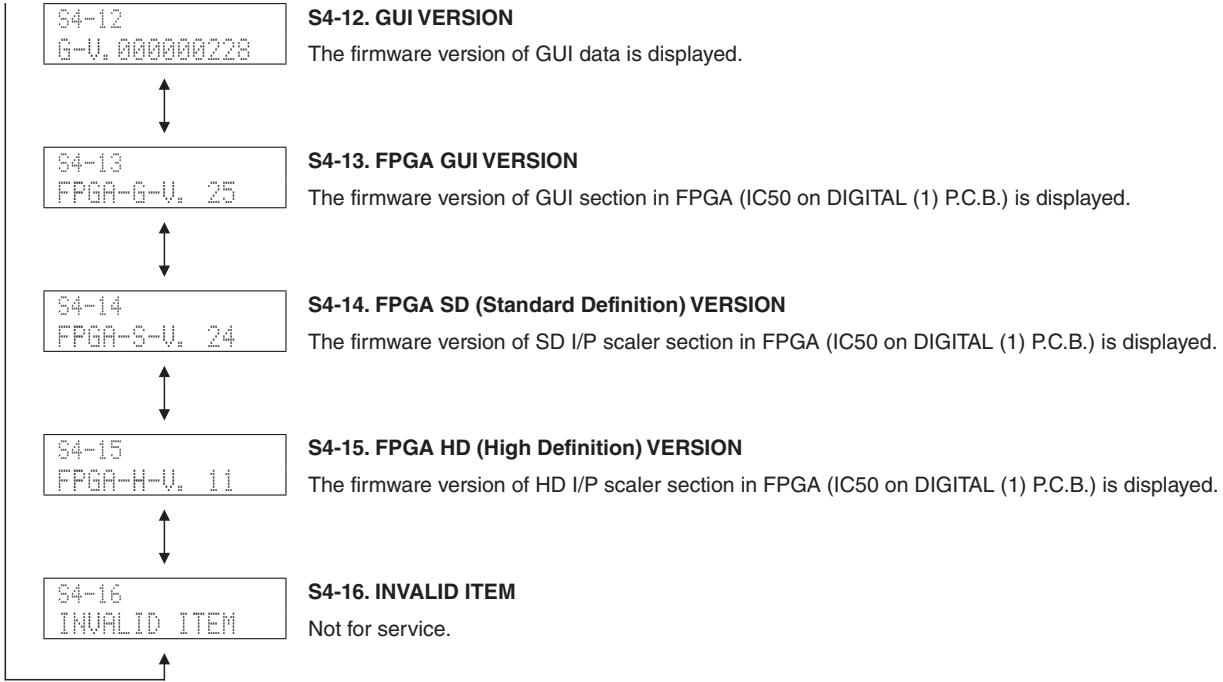 S4-12
G-V.000000228
S4-12. GUI VERSION
The firmware version of GUI data is displayed.
S4-13
FPGA-G-V. 25
S4-13. FPGA GUI VERSION
The firmware version of GUI section in FPGA (IC50 on DIGITAL (1) P.C.B.) is displayed.
S4-14
FPGA-S-V. 24
S4-14. FPGA SD (Standard Definition) VERSION
The firmware version of SD I/P scaler section in FPGA (IC50 on DIGITAL (1) P.C.B.) is displayed.
S4-15
FPGA-H-V. 11
S4-15. FPGA HD (High Definition) VERSION
The firmware version of HD I/P scaler section in FPGA (IC50 on DIGITAL (1) P.C.B.) is displayed.
S4-16
INVALID ITEM
S4-16. INVALID ITEM
Not for service.